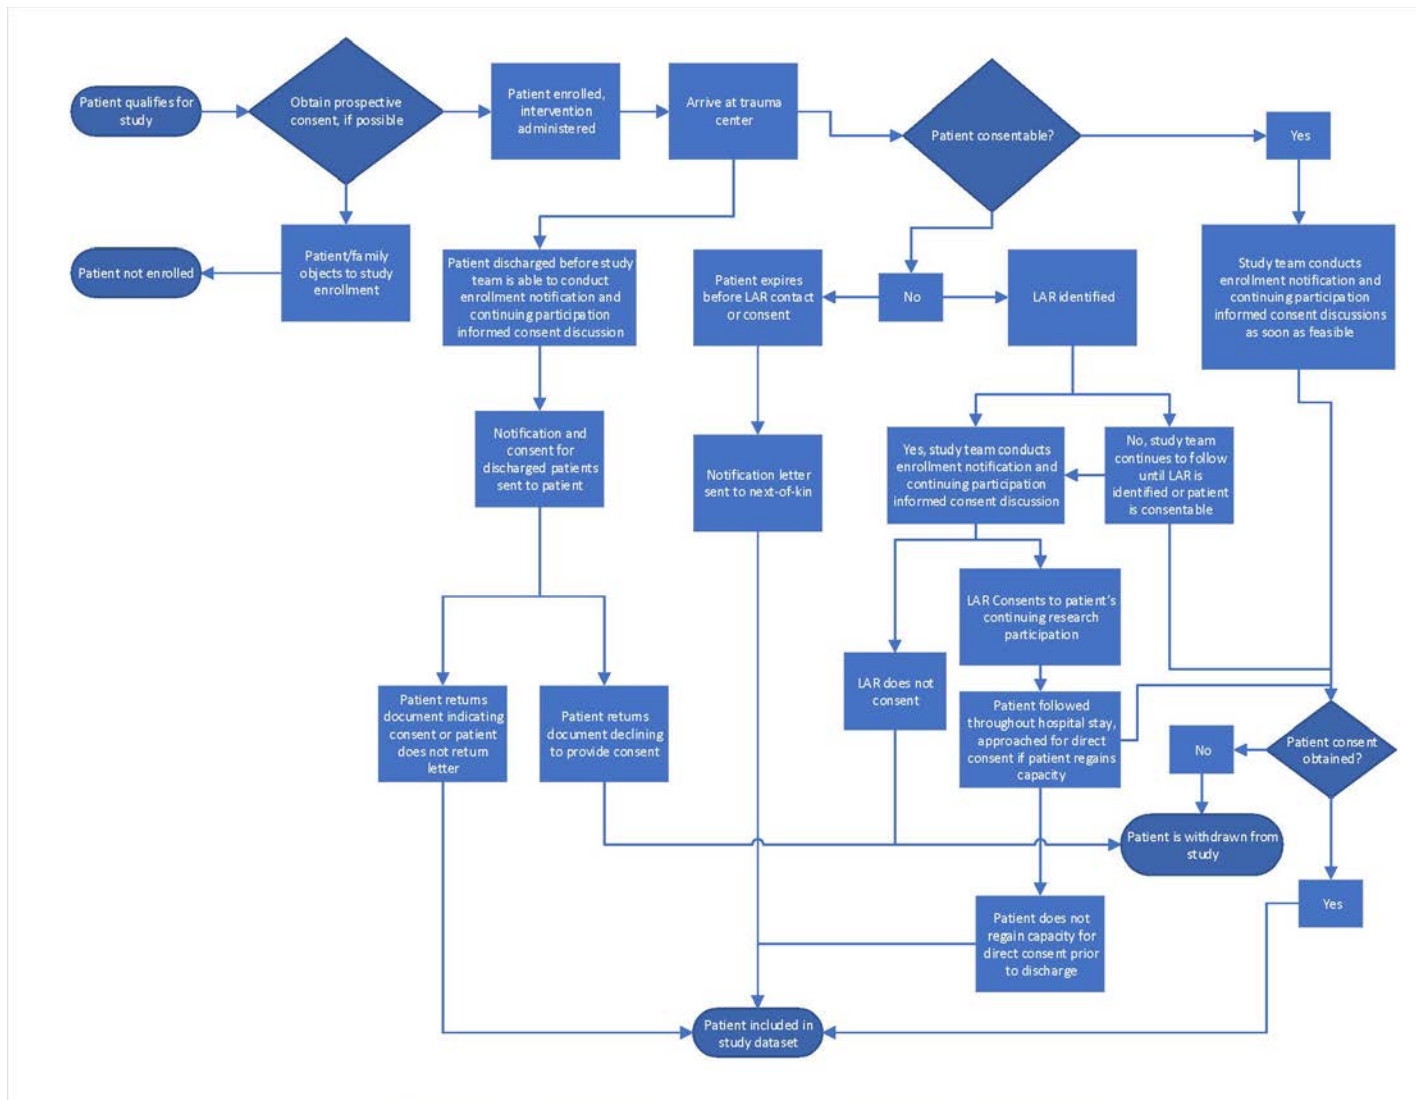 Patient qualifies for
study
Obtain prospective
consent, if possible
Patient enrolled,
intervention
administered
Arrive at trauma
center
Patient consentable?
Yes
Patient not enrolled
Patient/family
objects to study
enrollment
Patient discharged before study
team is able to conduct
enrollment notification and
continuing participation
informed consent discussion
Patient expires
before LAR contact
or consent
No
LAR identified
Study team conducts
enrollment notification and
continuing participation
informed consent discussions
as soon as feasible
Notification and
consent for
discharged patients
sent to patient
Notification letter
sent to next-of-kin
Yes, study team conducts
enrollment notification and
continuing participation
informed consent discussion
No, study team
continues to follow
until LAR is
identified or patient
is consentable
LAR Consents to patient's
continuing research
participation
LAR does not
consent
Patient returns
document indicating
consent or patient
does not return
letter
Patient returns
document declining
to provide consent
Patient followed
throughout hospital stay,
approached for direct
consent if patient regains
capacity
No
Patient consent
obtained?
Patient is withdrawn from
study
Yes
Patient does not
regain capacity for
direct consent prior
to discharge
Patient included in
study dataset